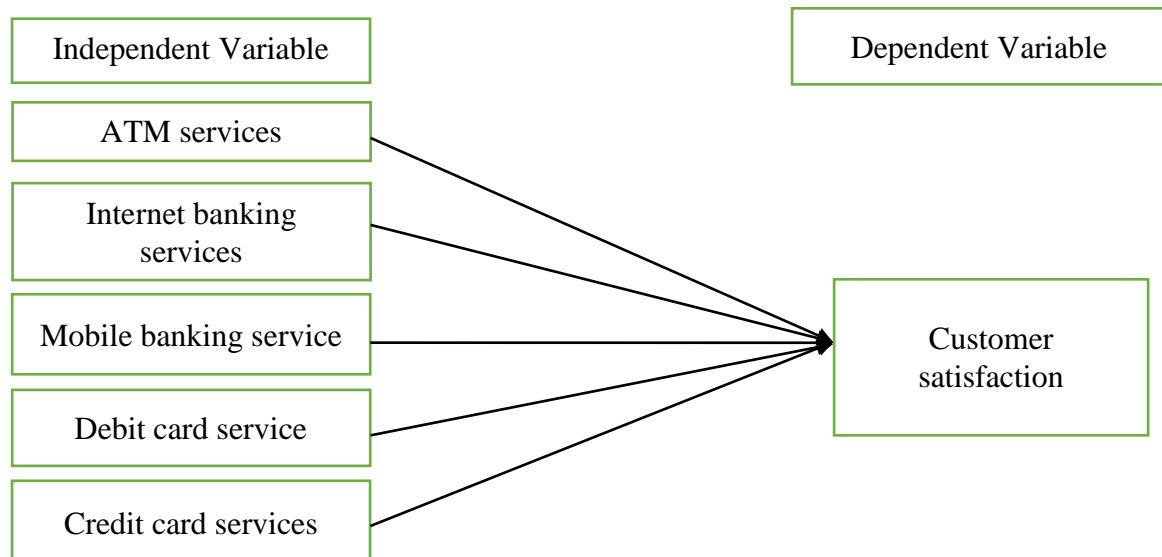 Independent Variable
Dependent Variable
ATM services
Internet banking
services
Mobile banking service
Customer
satisfaction
Debit card service
Credit card services